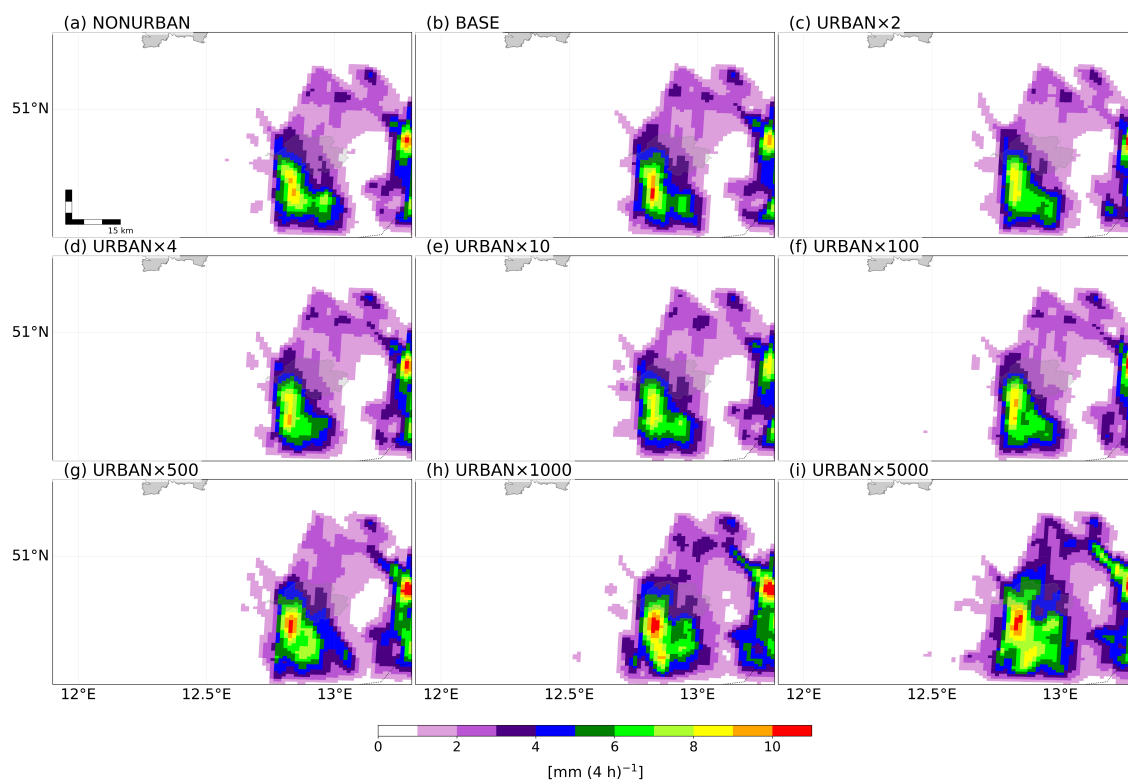 (a) NONURBAN (b) BASE (c) URBAN×2
51°N
15 km
(d) URBAN×4 (e) URBAN×10 (f) URBAN×100
51°N
(g) URBAN×500 (h) URBAN×1000 (i) URBAN×5000
51°N
12°E 12.5°E 13°E 12°E 12.5°E 13°E 12°E 12.5°E 13°E
0 2 4 6 8 10
[mm (4 h)⁻¹]